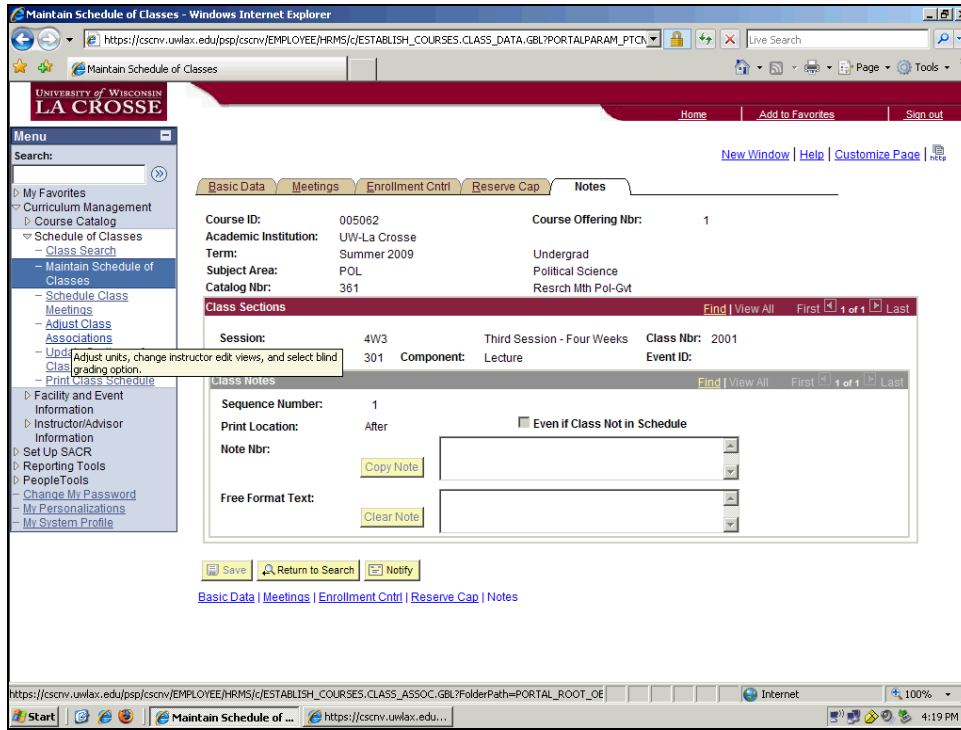 Maintain Schedule of Classes - Windows Internet Explorer
https://cscnv.uwlax.edu/psp/cscnv/EMPLOYEE/HRMS/c/ESTABLISH_COURSES.CLASS_DATA.GBL?PORTALPARAM_PTCN
Live Search
Maintain Schedule of Classes
Page
Tools
UNIVERSITY of WISCONSIN
LA CROSSE
Home
Add to Favorites
Sign out
Menu
Search:
My Favorites
Curriculum Management
Course Catalog
Schedule of Classes
– Class Search
– Maintain Schedule of
Classes
– Schedule Class
Meetings
– Adjust Class
Associations
Adjust units, change instructor edit views, and select blind
grading option.
– Print Class Schedule
Facility and Event
Information
Instructor/Advisor
Information
Set Up SACR
Reporting Tools
PeopleTools
– Change My Password
– My Personalizations
– My System Profile
New Window | Help | Customize Page |
Basic Data
Meetings
Enrollment Cntrl
Reserve Cap
Notes
Course ID: 005062 Course Offering Nbr: 1
Academic Institution: UW-La Crosse
Term: Summer 2009 Undergrad
Subject Area: POL Political Science
Catalog Nbr: 361 Resrch Mth Pol-Gvt
Class Sections Find | View All First 1 of 1 Last
Session: 4W3 Third Session - Four Weeks Class Nbr: 2001
301 Component: Lecture Event ID:
Class Notes Find | View All First 1 of 1 Last
Sequence Number: 1
Print Location: After Even if Class Not in Schedule
Note Nbr:
Copy Note
Free Format Text:
Clear Note
Save
Return to Search
Notify
Basic Data | Meetings | Enrollment Cntrl | Reserve Cap | Notes
https://cscnv.uwlax.edu/psp/cscnv/EMPLOYEE/HRMS/c/ESTABLISH_COURSES.CLASS_ASSOC.GBL?FolderPath=PORTAL_ROOT_OB
Internet
100%
Start
Maintain Schedule of ...
https://cscnv.uwlax.edu...
4:19 PM